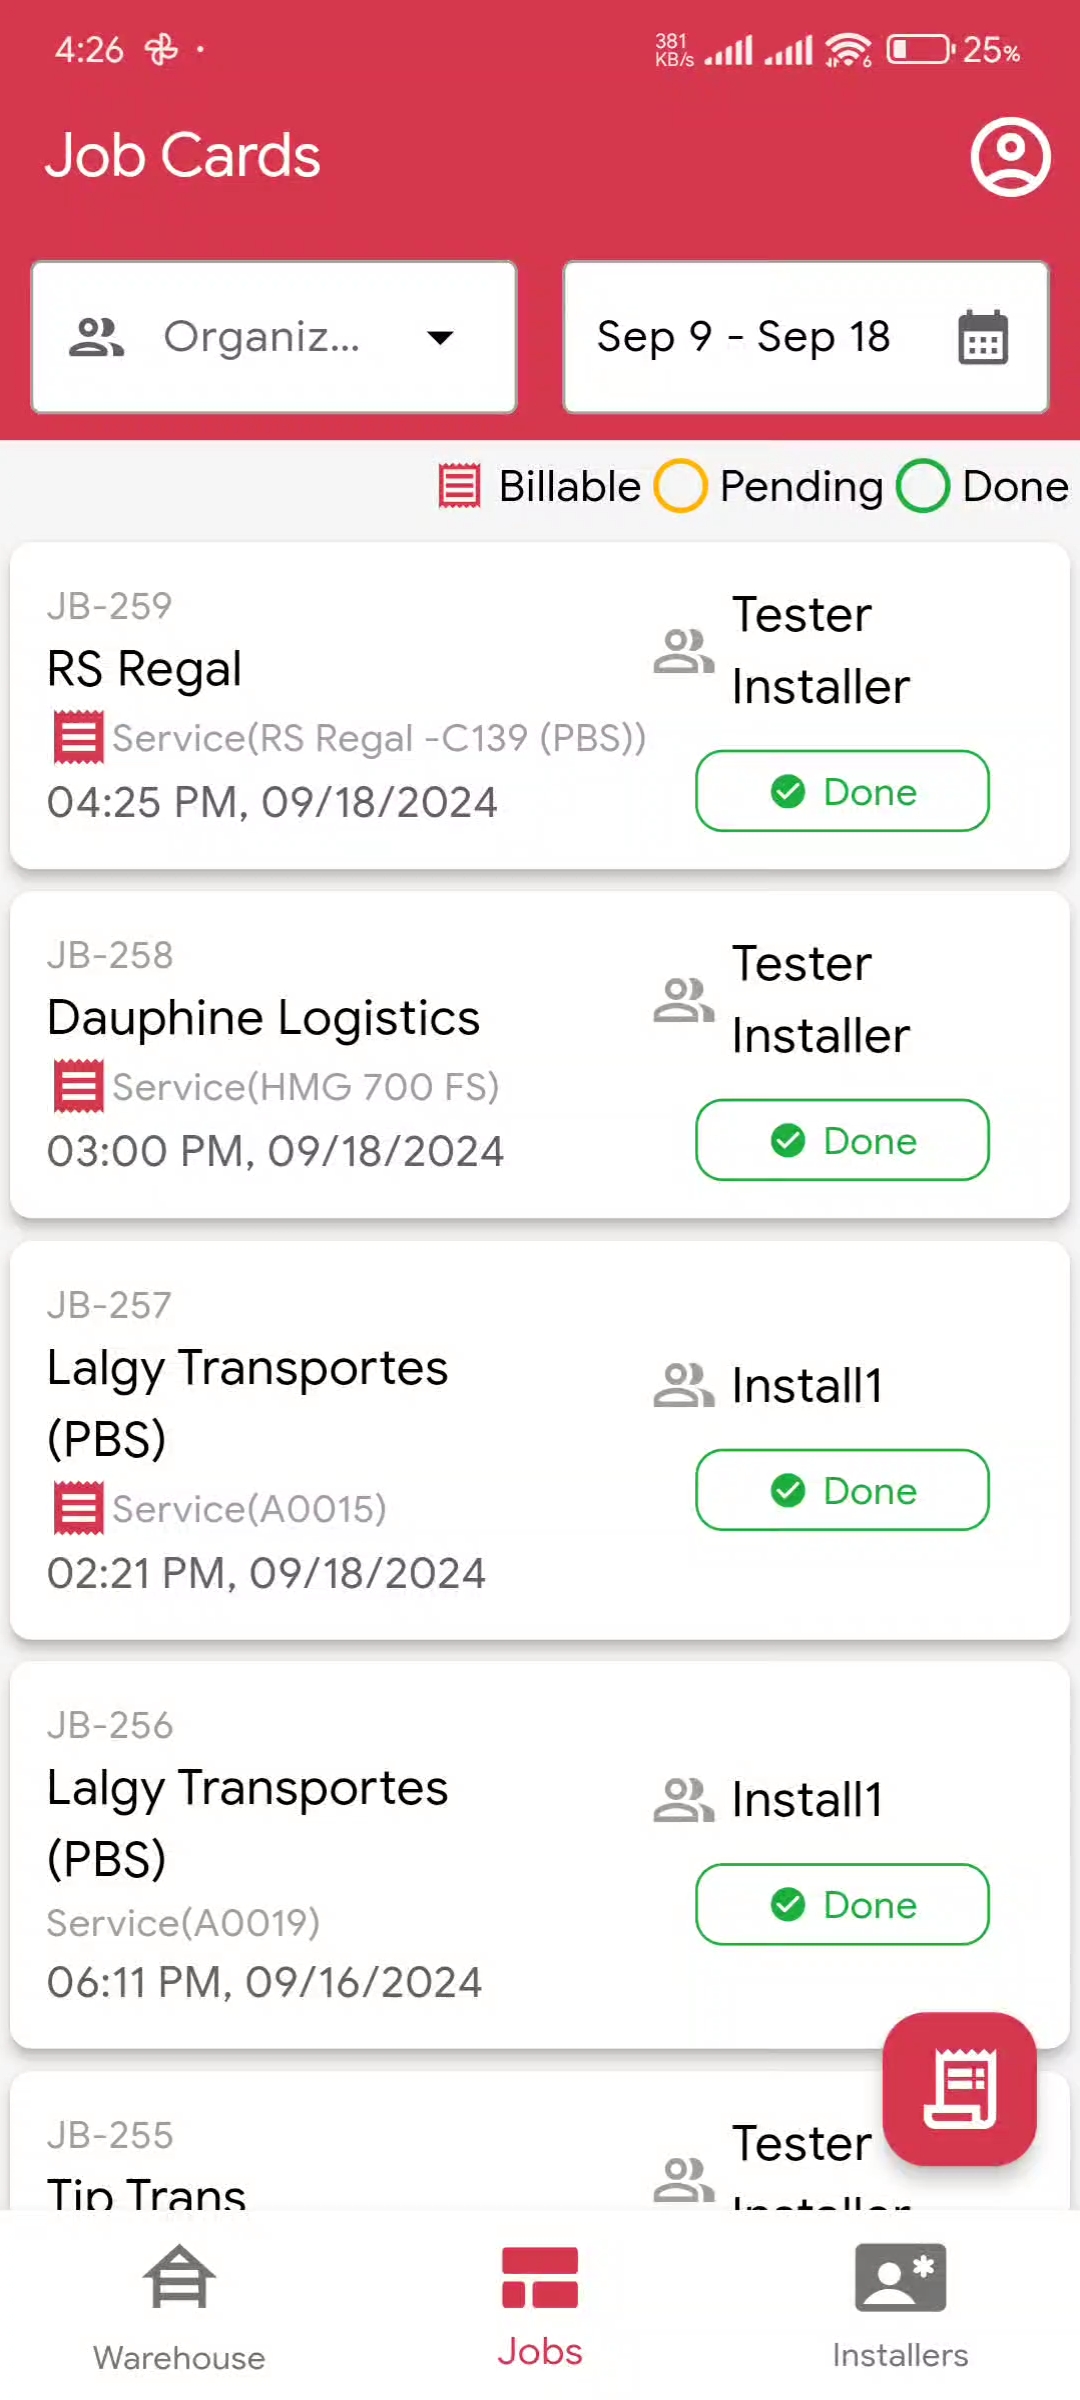 4:26
381
KB/s
6
25%
Job Cards
Organiz...
Sep 9 - Sep 18
Billable
Pending
Done
JB-259
RS Regal
Service(RS Regal -C139 (PBS))
04:25 PM, 09/18/2024
Tester
Installer
Done
JB-258
Dauphine Logistics
Service(HMG 700 FS)
03:00 PM, 09/18/2024
Tester
Installer
Done
JB-257
Lalgy Transportes
(PBS)
Service(A0015)
02:21 PM, 09/18/2024
Install1
Done
JB-256
Lalgy Transportes
(PBS)
Service(A0019)
06:11 PM, 09/16/2024
Install1
Done
JB-255
Tip Trans
Tester
Installer
Warehouse
Jobs
Installers